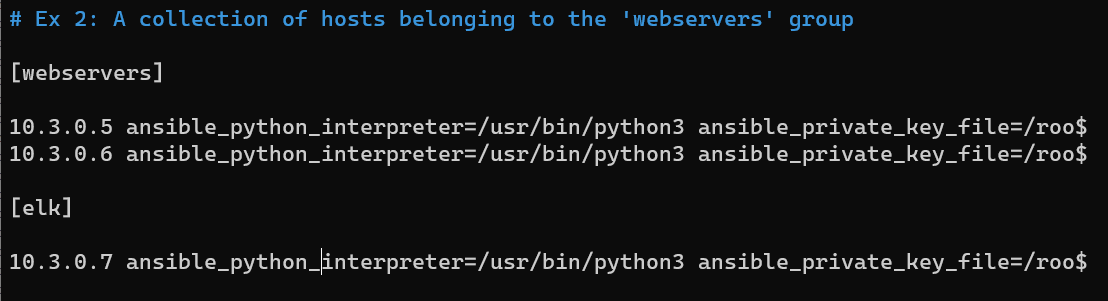 # Ex 2: A collection of hosts belonging to the 'webservers' group
[webservers]
10.3.0.5 ansible_python_interpreter=/usr/bin/python3 ansible_private_key_file=/roo$
10.3.0.6 ansible_python_interpreter=/usr/bin/python3 ansible_private_key_file=/roo$
[elk]
10.3.0.7 ansible_python_interpreter=/usr/bin/python3 ansible_private_key_file=/roo$